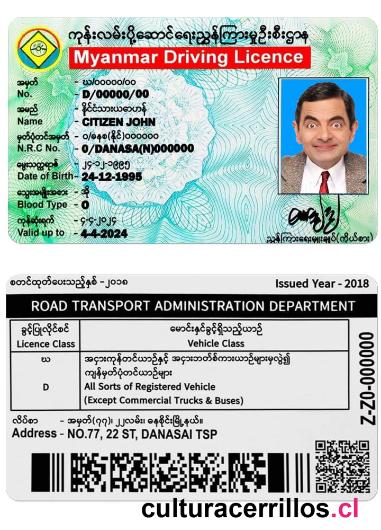 ကုန်းလမ်းပို့ဆောင်ရေးညွှန်ကြားမှုဦးစီးဌာန
Myanmar Driving Licence
အမှတ် - ဃ/၀၀၀၀၀/၀၀
No. D/00000/00
အမည် နိုင်ငံသားယောဟန်
Name - CITIZEN JOHN
မှတ်ပုံတင်အမှတ် - ၀/ဓနစ(နိုင်)၀၀၀၀၀၀
N.R.C No. 0/DANASA(N)000000
မွေးသက္ကရာဇ် - ၂၄-၁၂-၁၉၉၅
Date of Birth- 24-12-1995
သွေးအမျိုးအစား - အို
Blood Type - O
ကုန်ဆုံးရက် - ၄-၄-၂၀၂၄
Valid up to - 4-4-2024
ညွှန်ကြားရေးမှူးချုပ်(ကိုယ်စား)
စတင်ထုတ်ပေးသည့်နှစ် - ၂၀၁၈ Issued Year - 2018
ROAD TRANSPORT ADMINISTRATION DEPARTMENT
ခွင့်ပြုလိုင်စင် မောင်းနှင်ခွင့်ရှိသည့်ယာဉ်
Licence Class Vehicle Class
ဃ အငှားကုန်တင်ယာဉ်နှင့် အငှားဘတ်စ်ကားယာဉ်များမှလွဲ၍
ကျန်မှတ်ပုံတင်ယာဉ်များ
D All Sorts of Registered Vehicle
(Except Commercial Trucks & Buses)
Z-Z0-000000
လိပ်စာ - အမှတ်(၇၇)၊ ၂၂လမ်း၊ ဓနစိုင်မြို့နယ်။
Address - NO.77, 22 ST, DANASAI TSP
culturacerrillos.cl